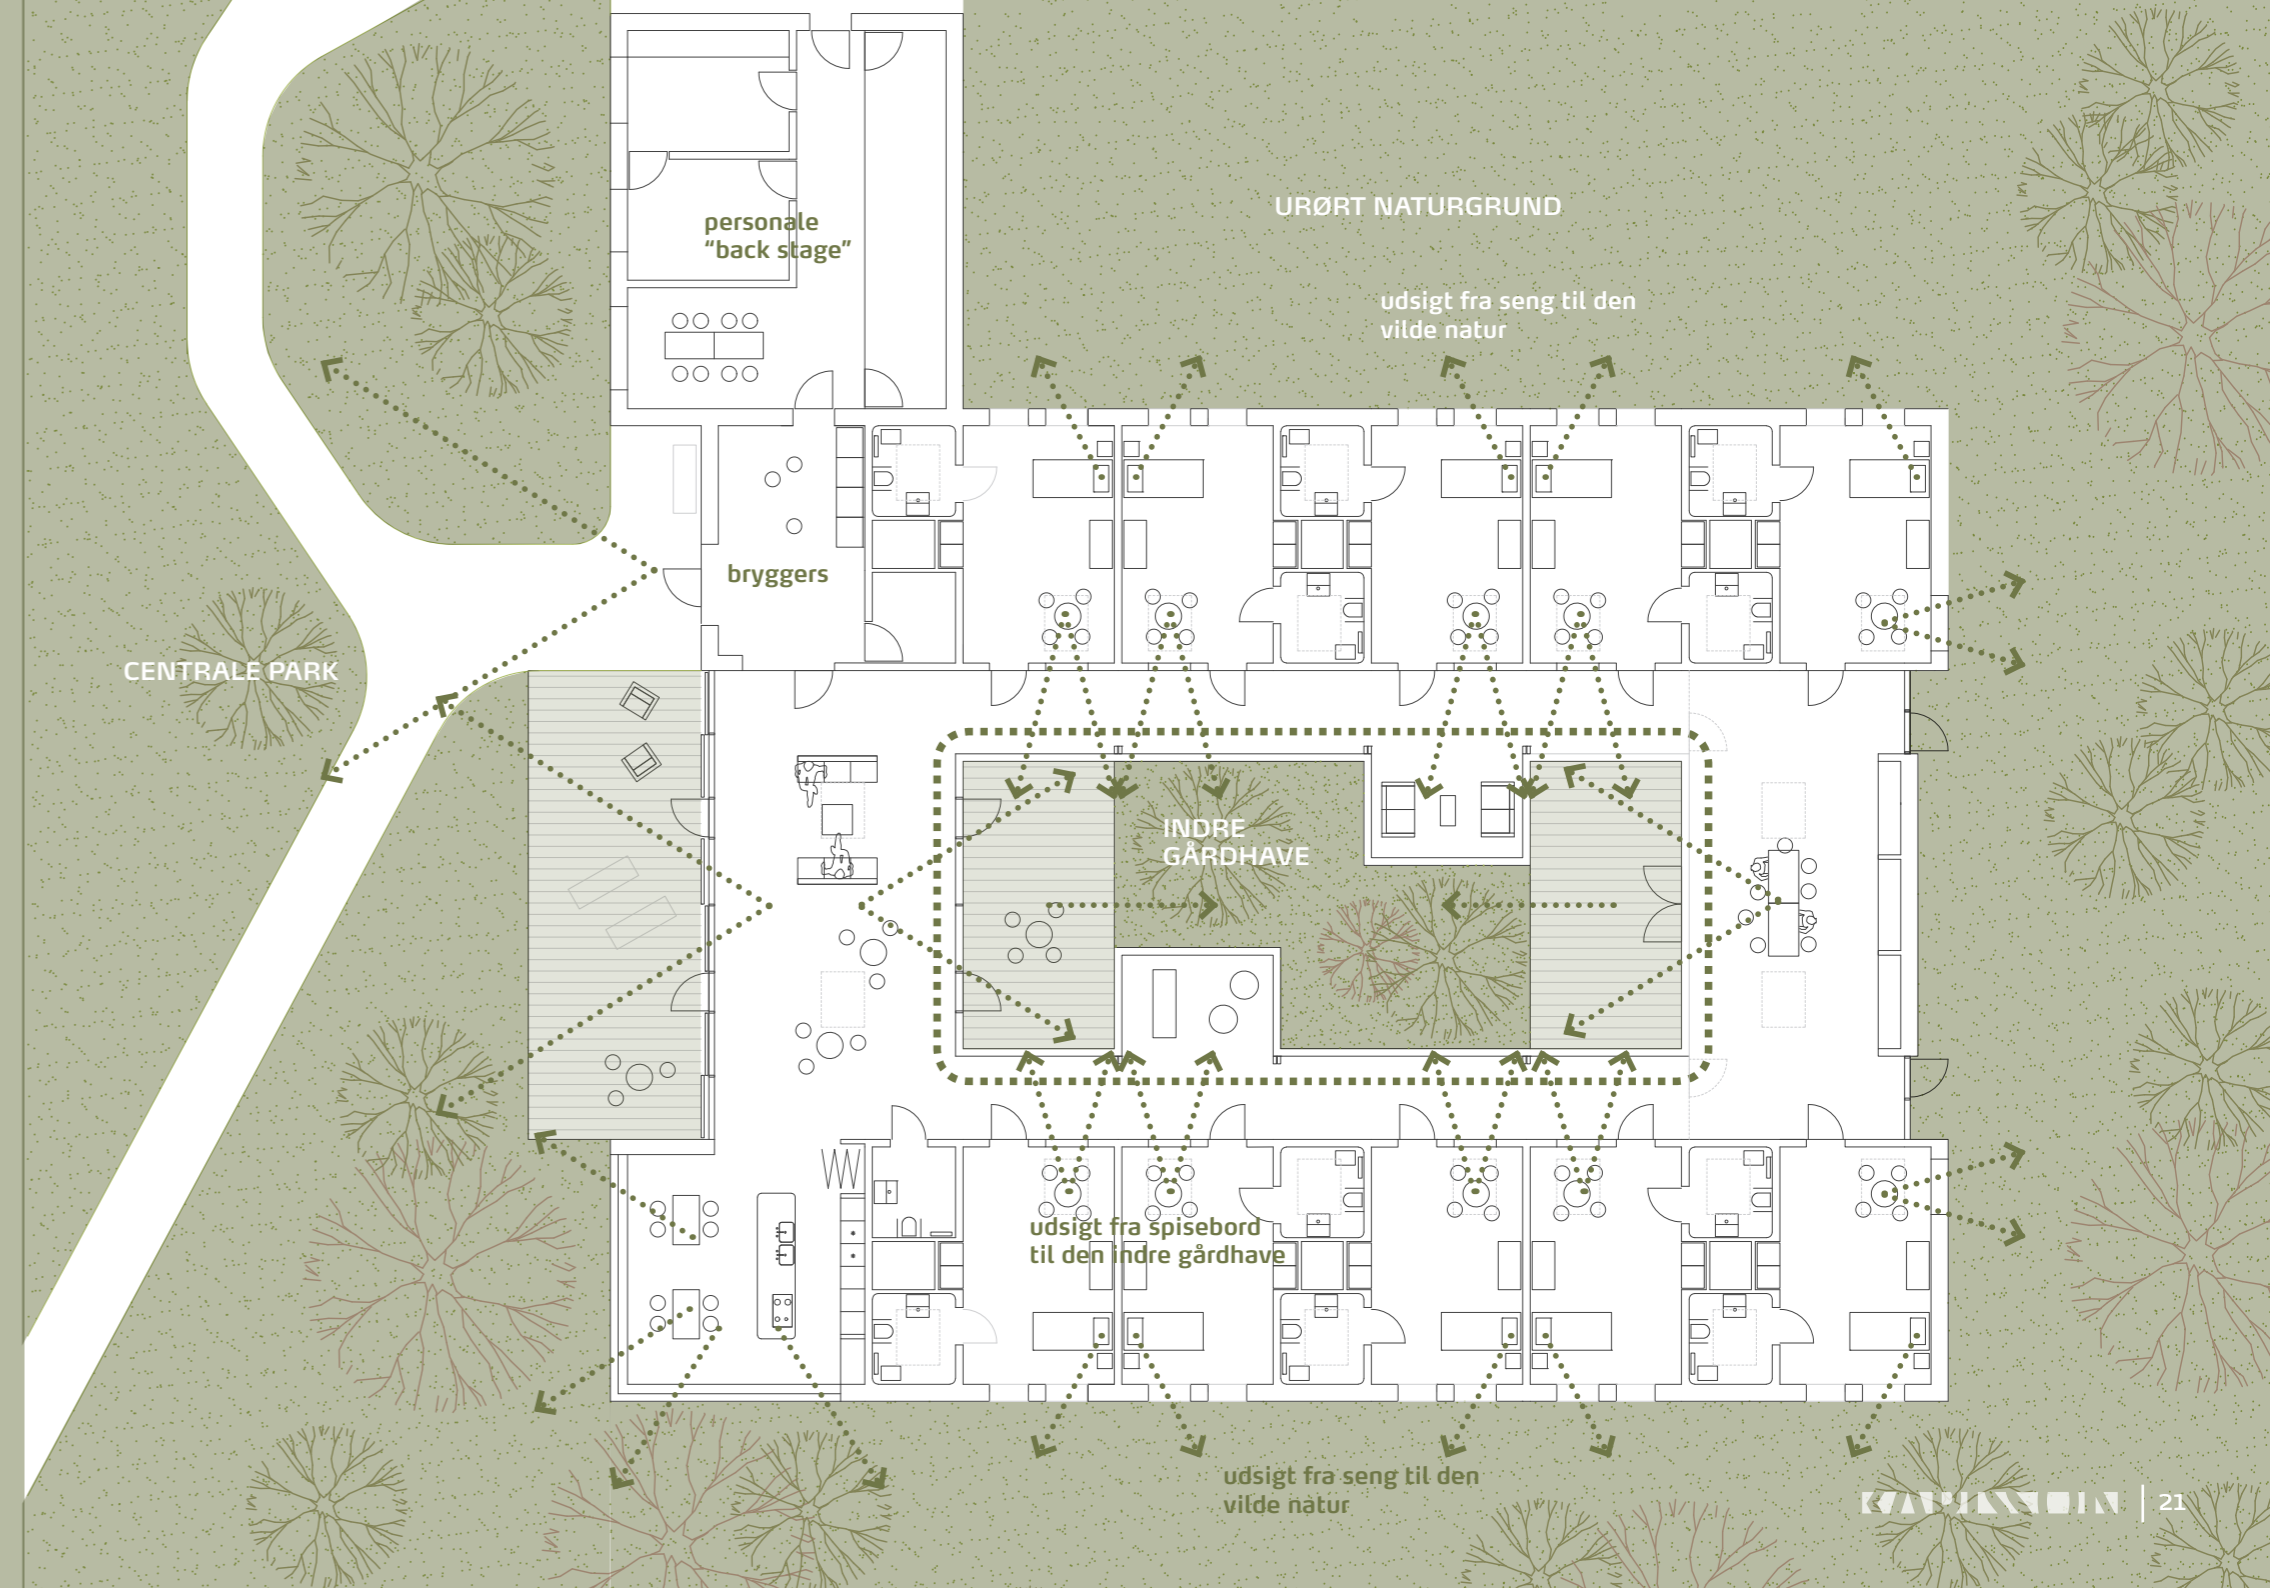 personale
“back stage”
URØRT NATURGRUND
udsigt fra seng til den
vilde natur
bryggers
CENTRALE PARK
INDRE
GÅRDHAVE
udsigt fra spisebord
til den indre gårdhave
udsigt fra seng til den
vilde natur
21